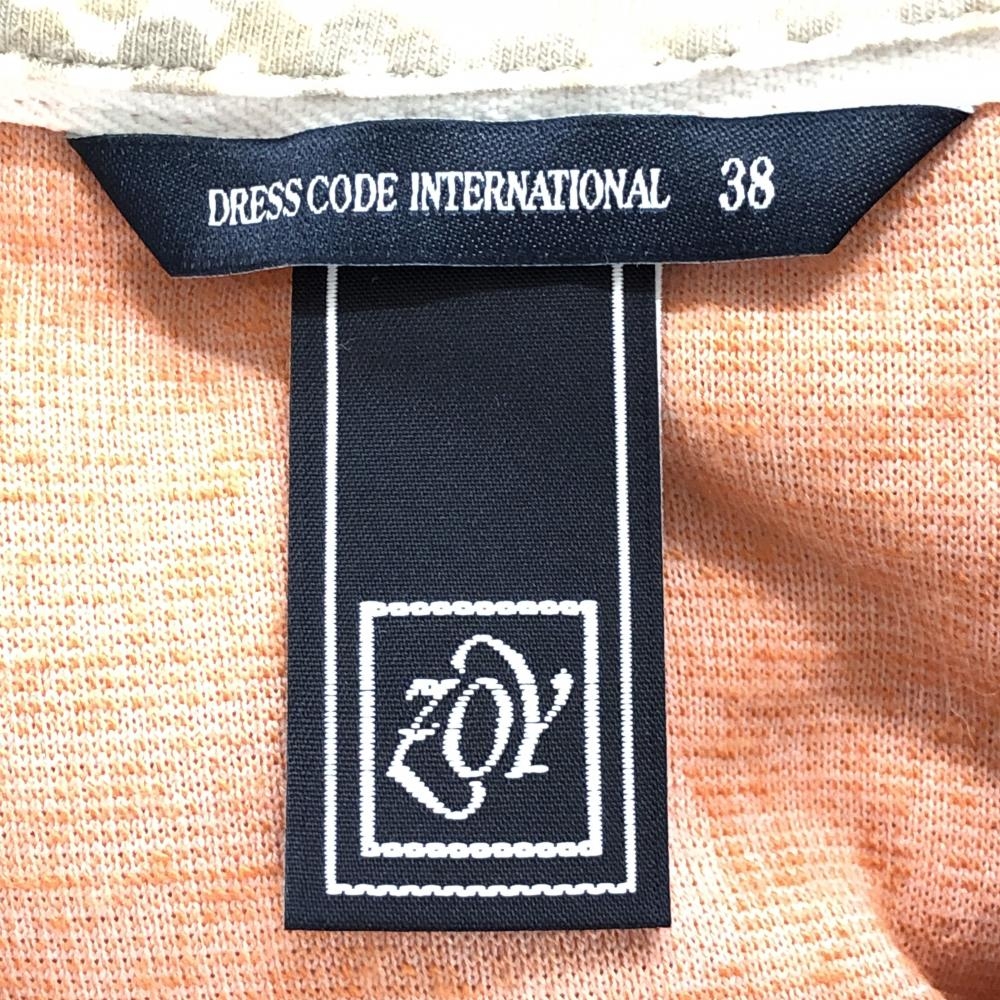 DRESS CODE INTERNATIONAL 38
ZOY